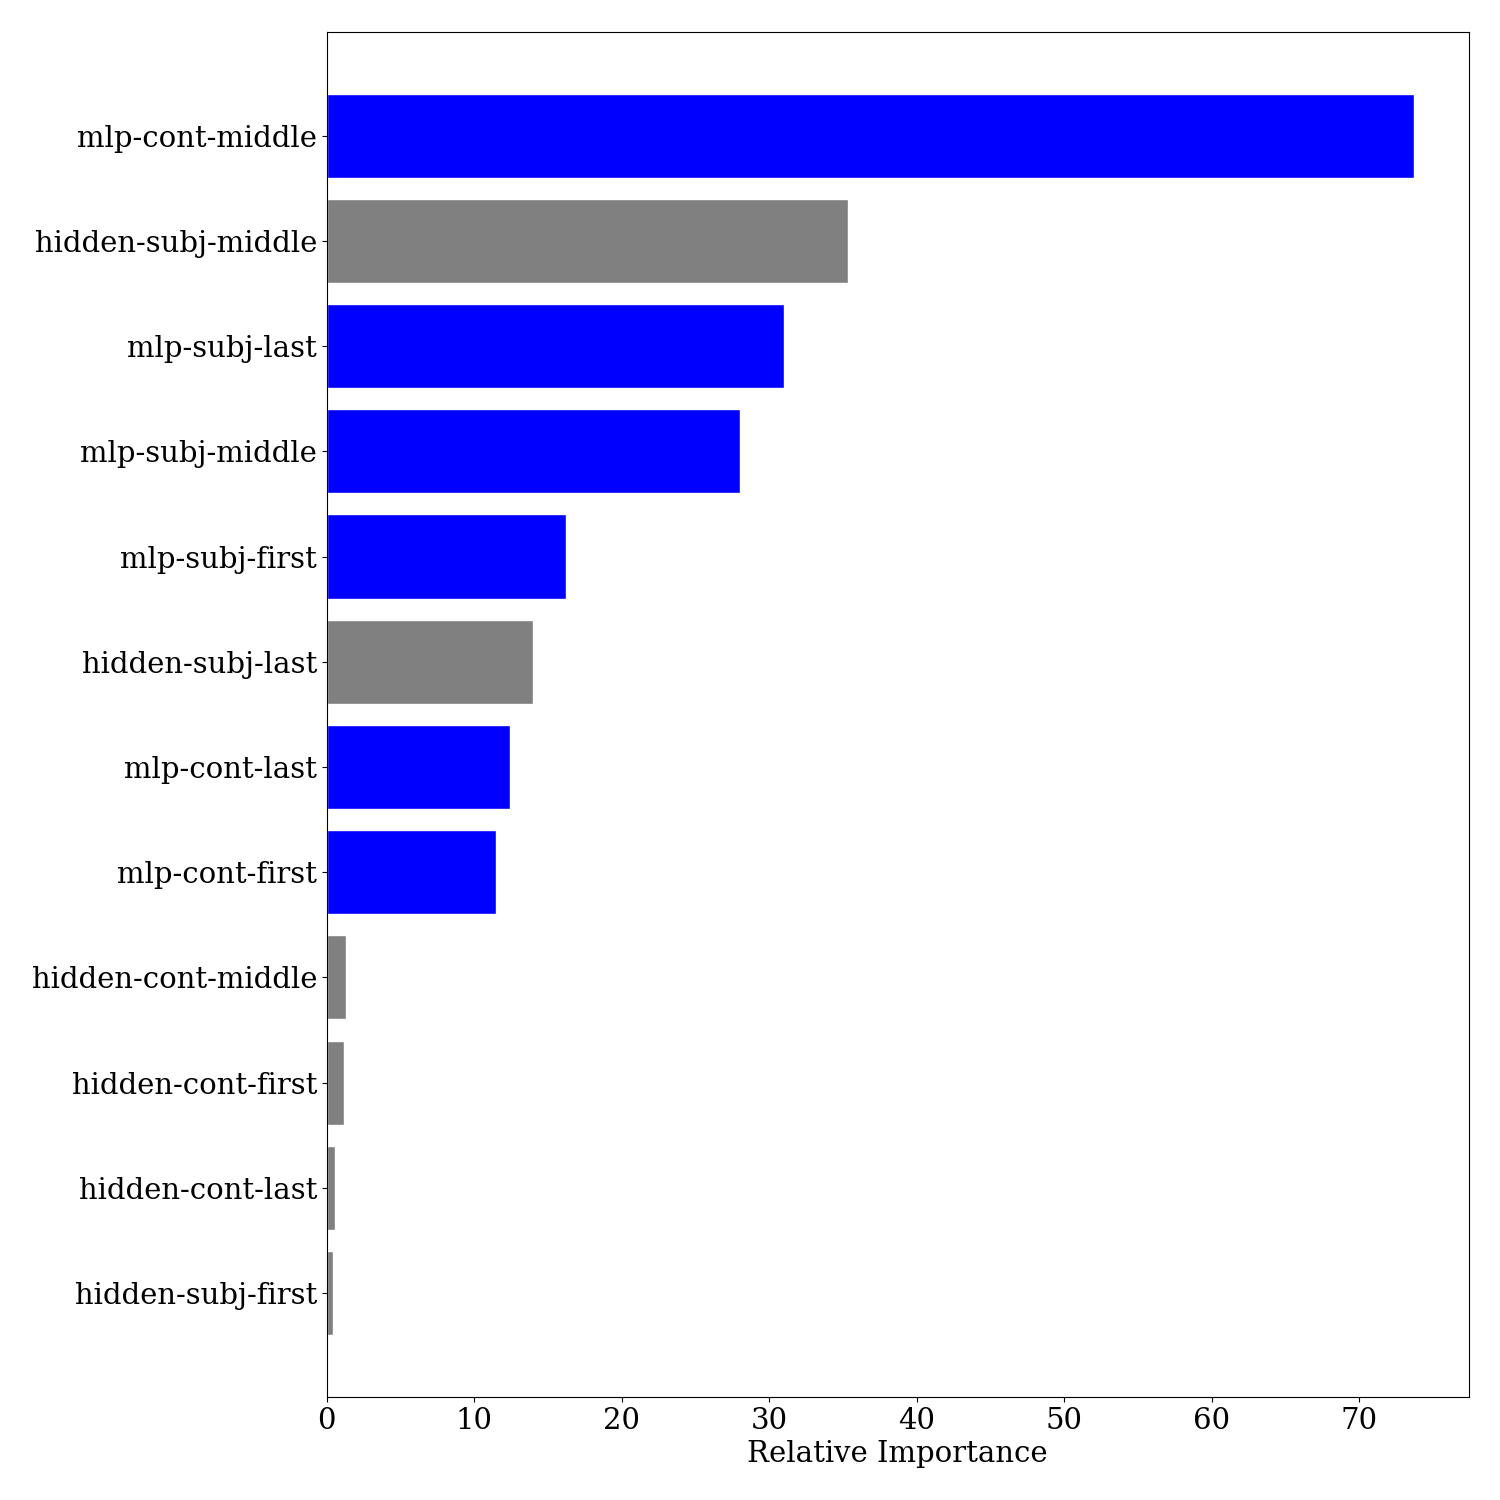 mlp-cont-middle
hidden-subj-middle
mlp-subj-last
mlp-subj-middle
mlp-subj-first
hidden-subj-last
mlp-cont-last
mlp-cont-first
hidden-cont-middle
hidden-cont-first
hidden-cont-last
hidden-subj-first
0 10 20 30 40 50 60 70
Relative Importance